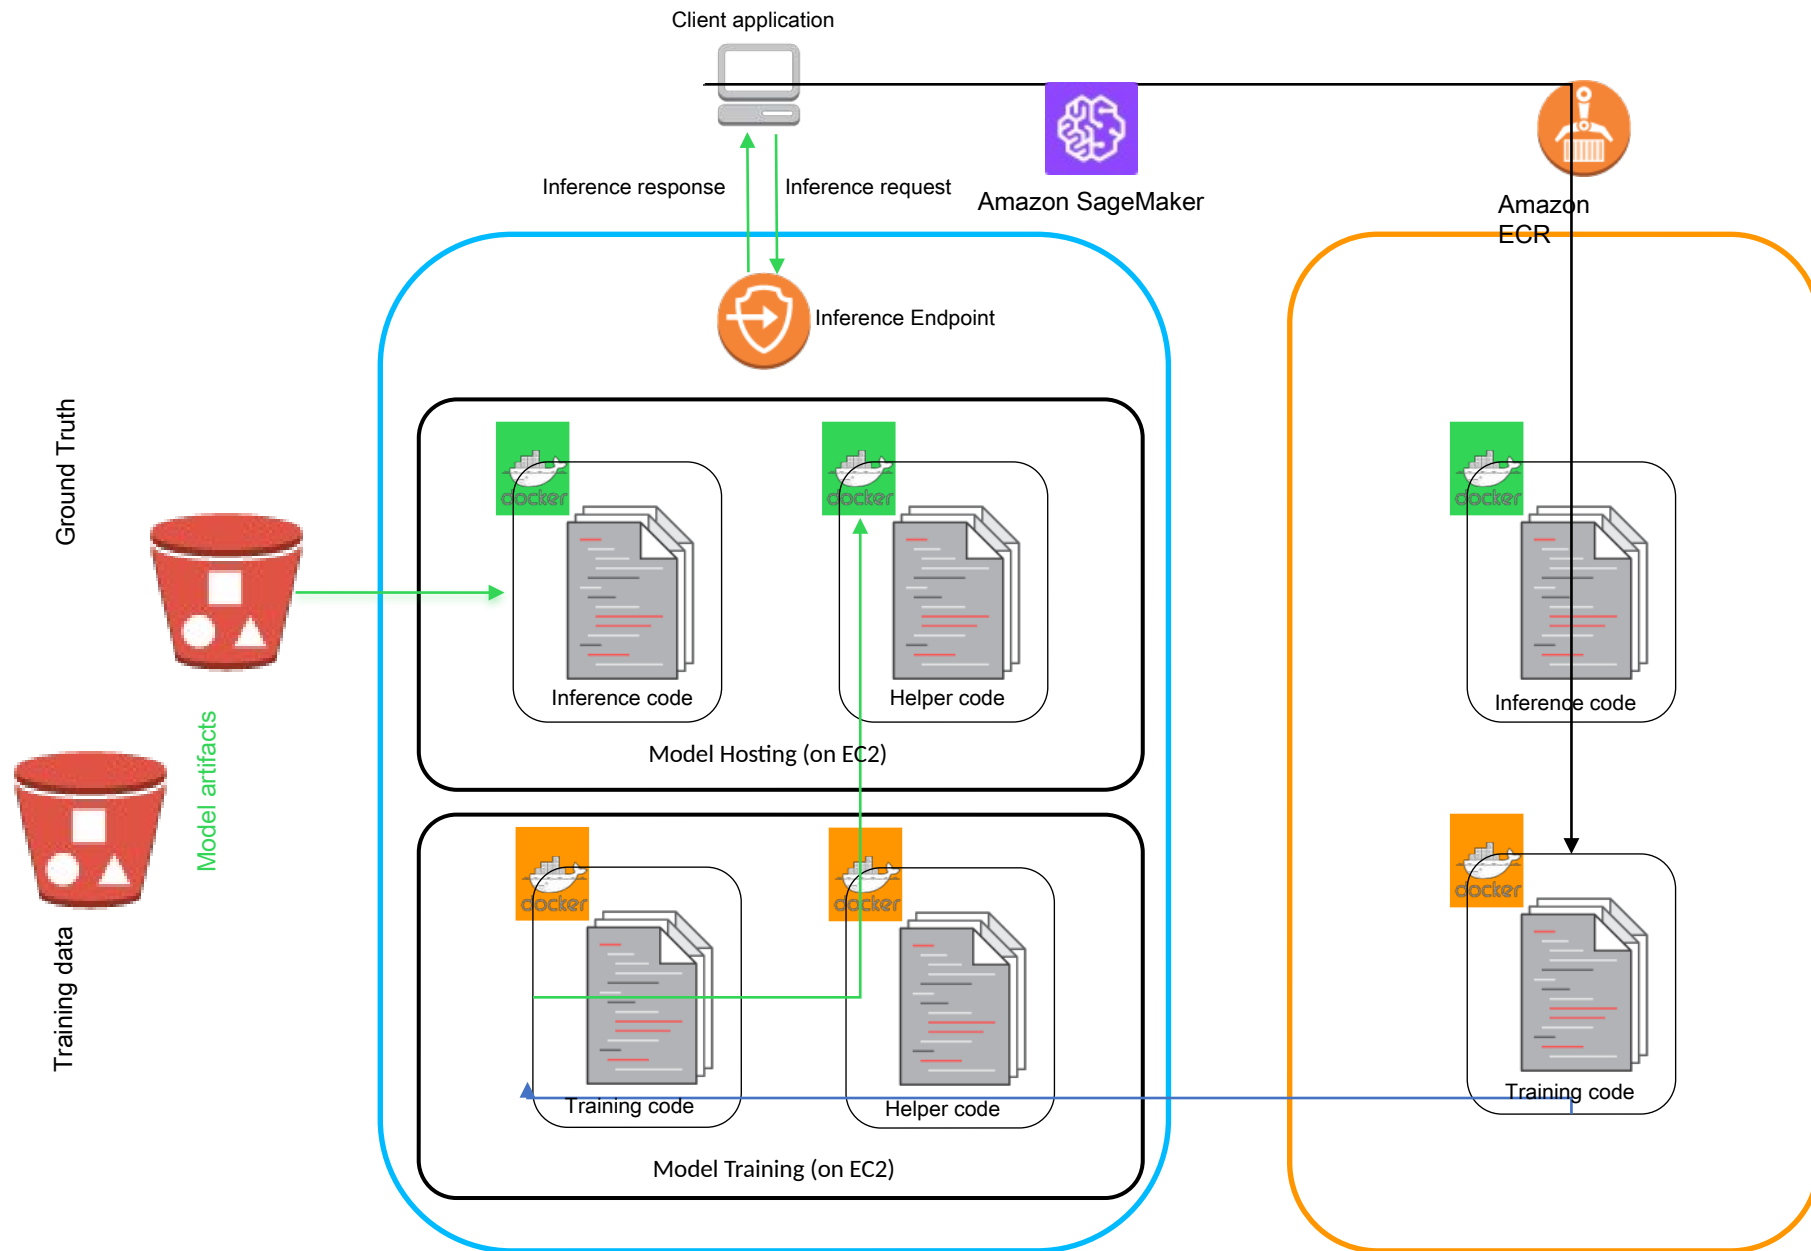 Client application
Inference response
Inference request
Amazon SageMaker
Amazon
ECR
Inference Endpoint
Ground Truth
docker
docker
docker
Inference code
Helper code
Inference code
Model Hosting (on EC2)
Model artifacts
docker
docker
docker
Training data
Training code
Helper code
Training code
Model Training (on EC2)